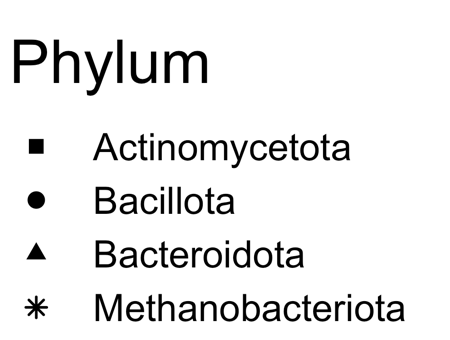 Phylum
Actinomycetota
Bacillota
Bacteroidota
Methanobacteriota